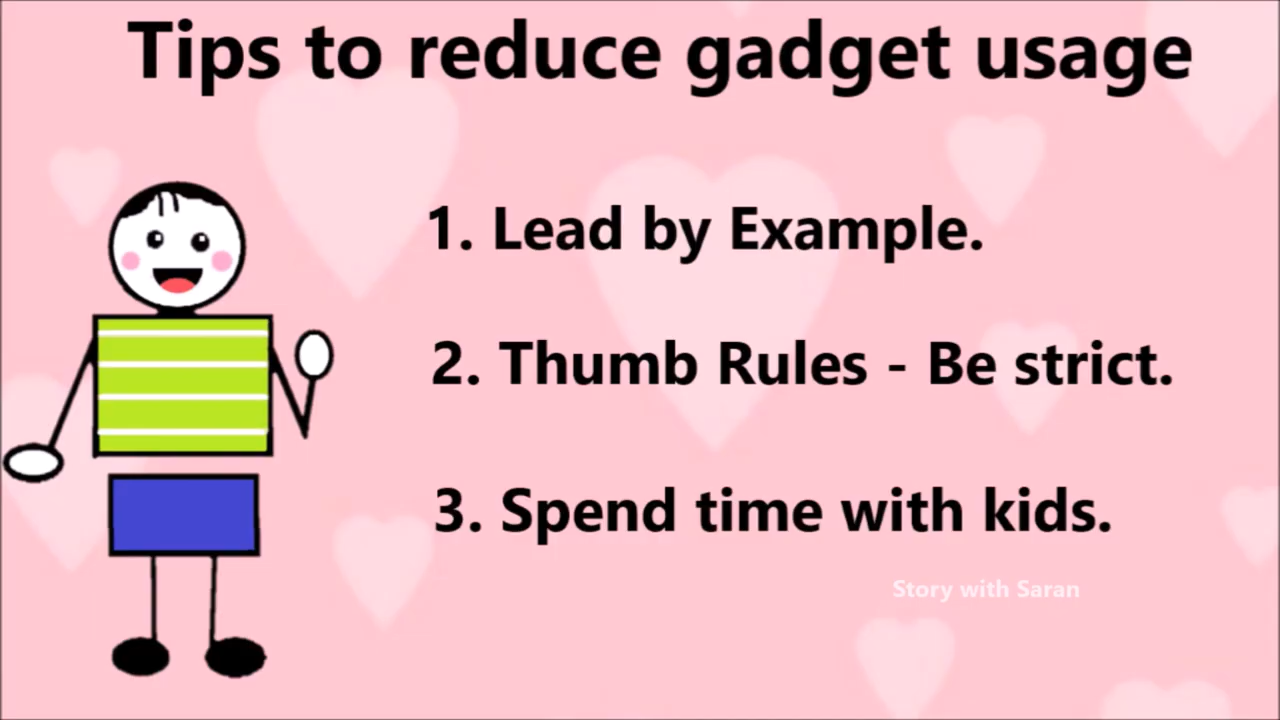 Tips to reduce gadget usage
1. Lead by Example.
2. Thumb Rules - Be strict.
3. Spend time with kids.
Story with Saran